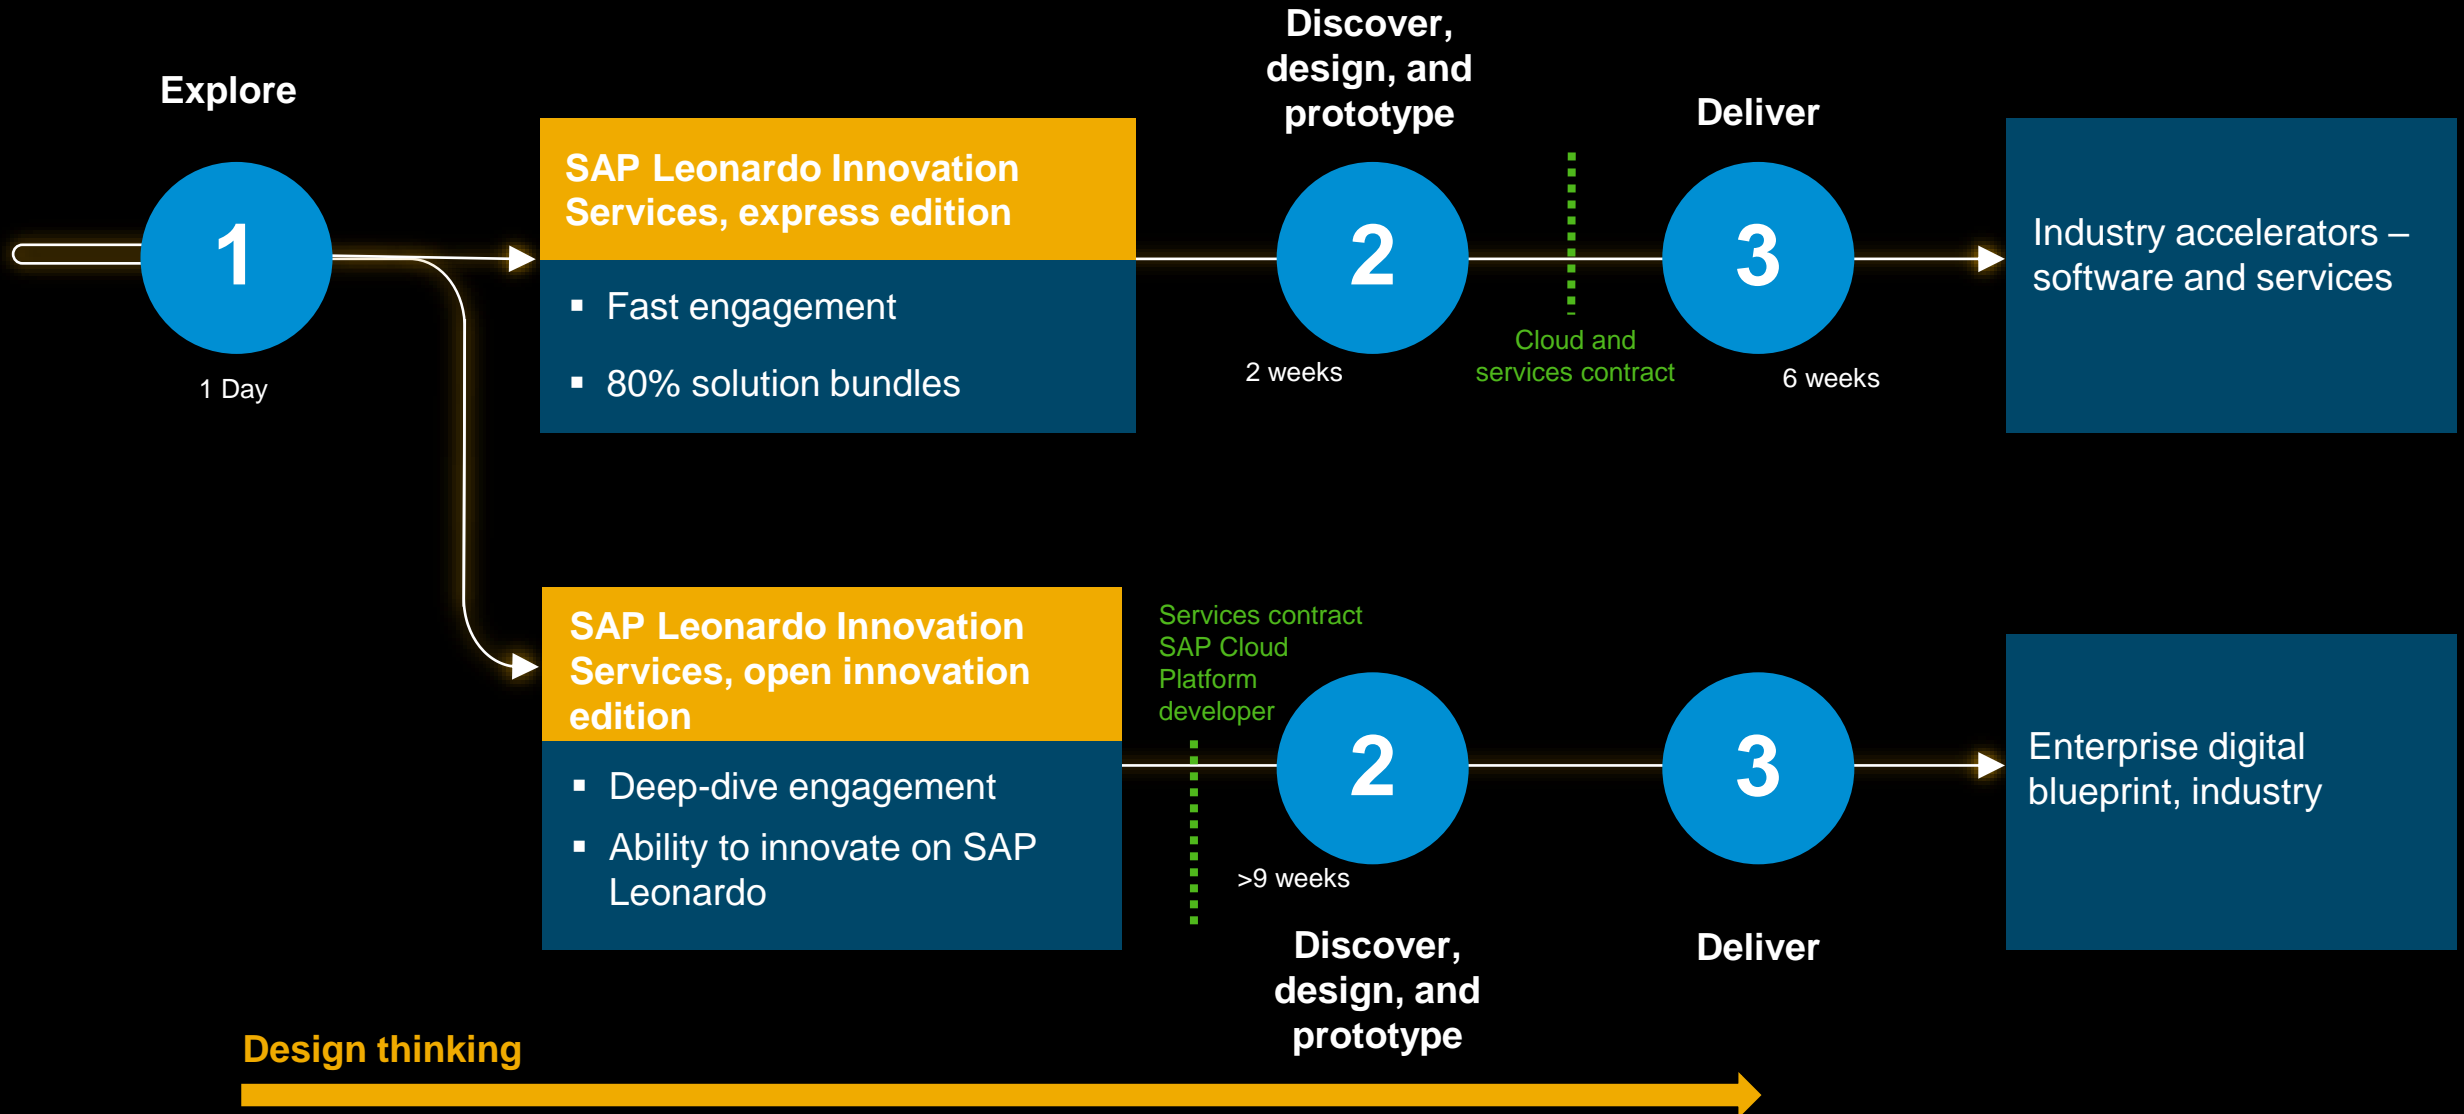 Explore
1
1 Day
SAP Leonardo Innovation
Services, express edition
▪ Fast engagement
▪ 80% solution bundles
Discover,
design, and
prototype
2
2 weeks
Cloud and
services contract
Deliver
3
6 weeks
Industry accelerators –
software and services
SAP Leonardo Innovation
Services, open innovation
edition
▪ Deep-dive engagement
▪ Ability to innovate on SAP
Leonardo
Services contract
SAP Cloud
Platform
developer
2
>9 weeks
Discover,
design, and
prototype
3
Deliver
Enterprise digital
blueprint, industry
Design thinking